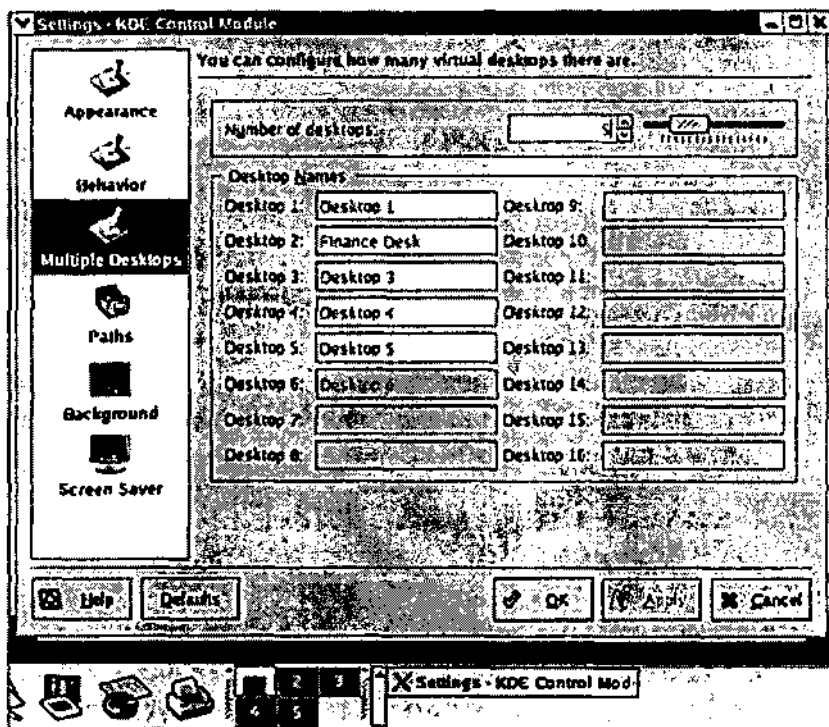 Settings - KDE Control Module
You can configure how many virtual desktops there are.
Appearance
Behavior
Multiple Desktops
Paths
Background
Screen Saver
Number of desktops:
5
Desktop Names
Desktop 1: Desktop 1 Desktop 9:
Desktop 2: Finance Desk Desktop 10:
Desktop 3: Desktop 3 Desktop 11:
Desktop 4: Desktop 4 Desktop 12:
Desktop 5: Desktop 5 Desktop 13:
Desktop 6: Desktop 6 Desktop 14:
Desktop 7: Desktop 15:
Desktop 8: Desktop 16:
Help Defaults OK Apply Cancel
2 3 Settings - KDE Control Mod
4 5